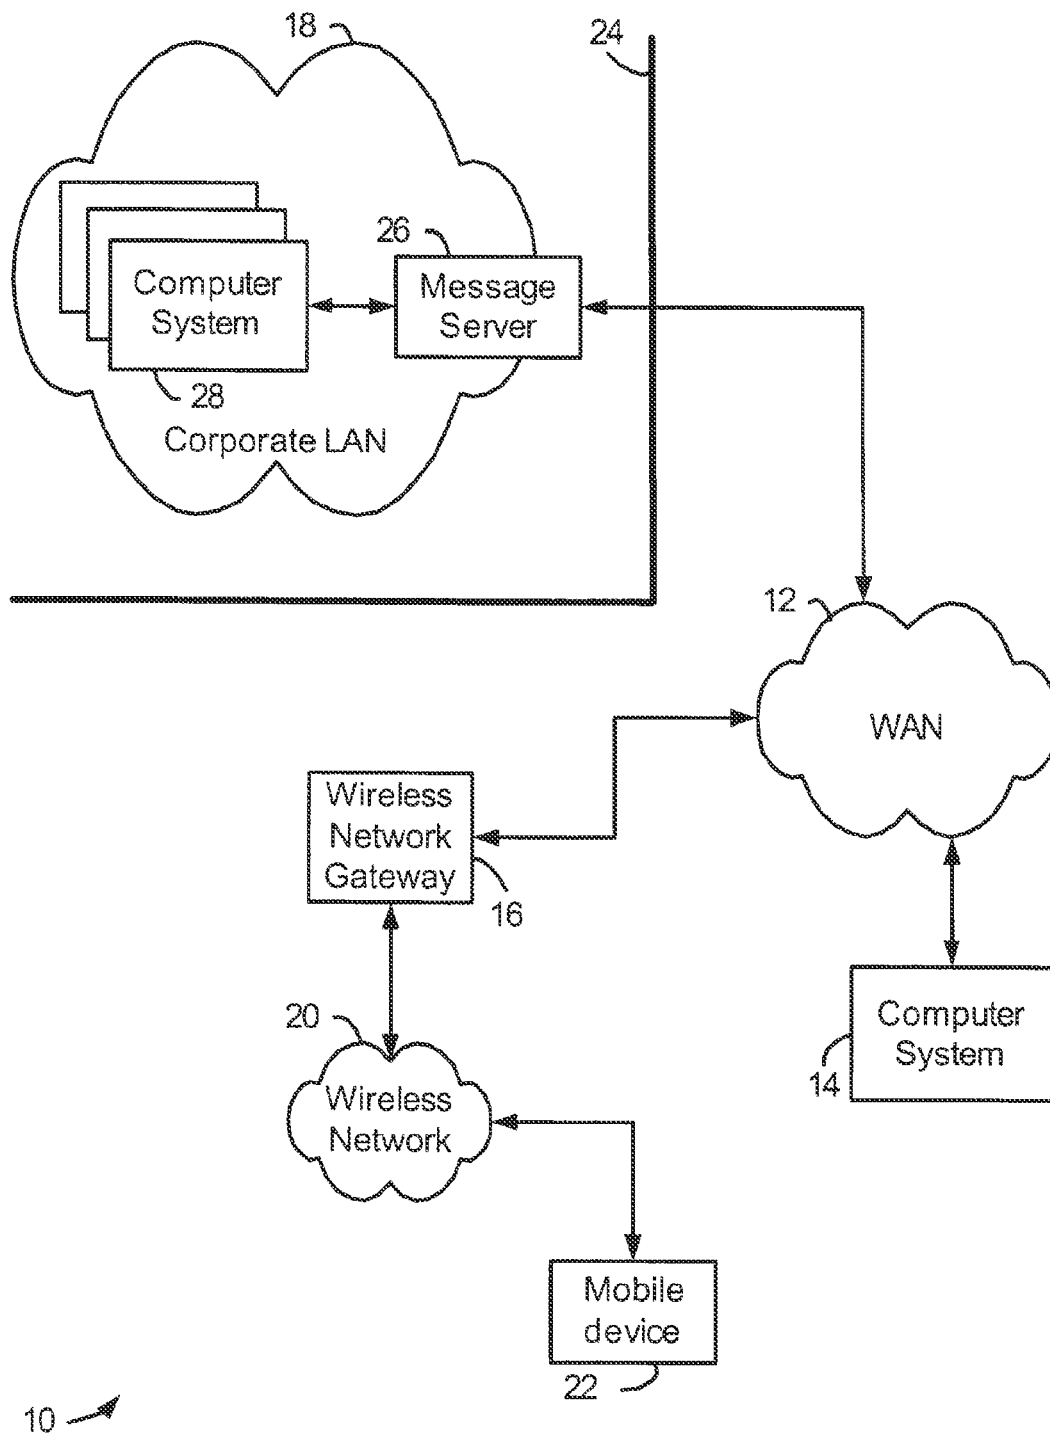 18
24
26
Computer
System
Message
Server
28
Corporate LAN
12
WAN
Wireless
Network
Gateway
16
20
Wireless
Network
Computer
System
14
Mobile
device
22
10